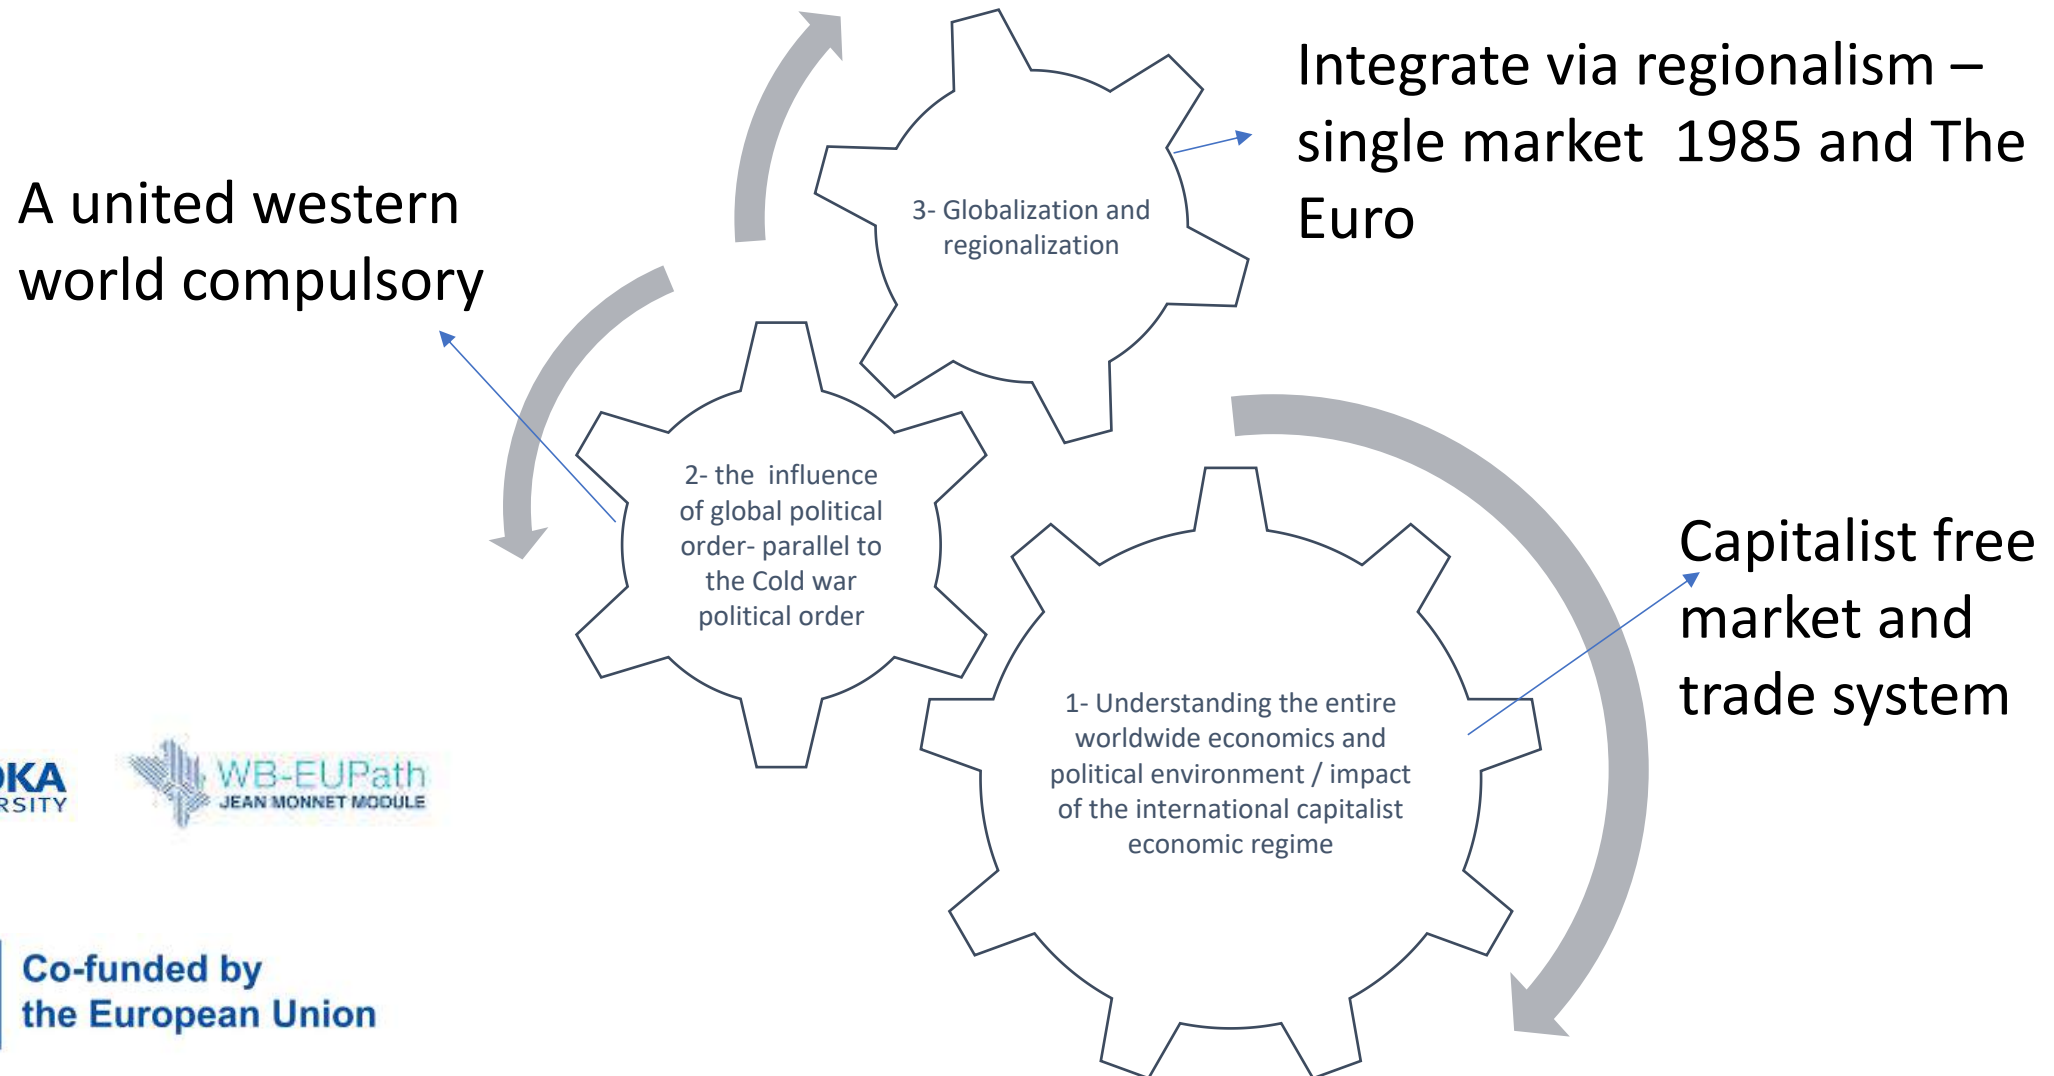 Integrate via regionalism –
single market 1985 and The
Euro
A united western
world compulsory
3- Globalization and
regionalization
2- the influence
of global political
order- parallel to
the Cold war
political order
Capitalist free
market and
trade system
1- Understanding the entire
worldwide economics and
political environment / impact
of the international capitalist
economic regime
WB-EUPath
JEAN MONNET MODULE
Co-funded by
the European Union